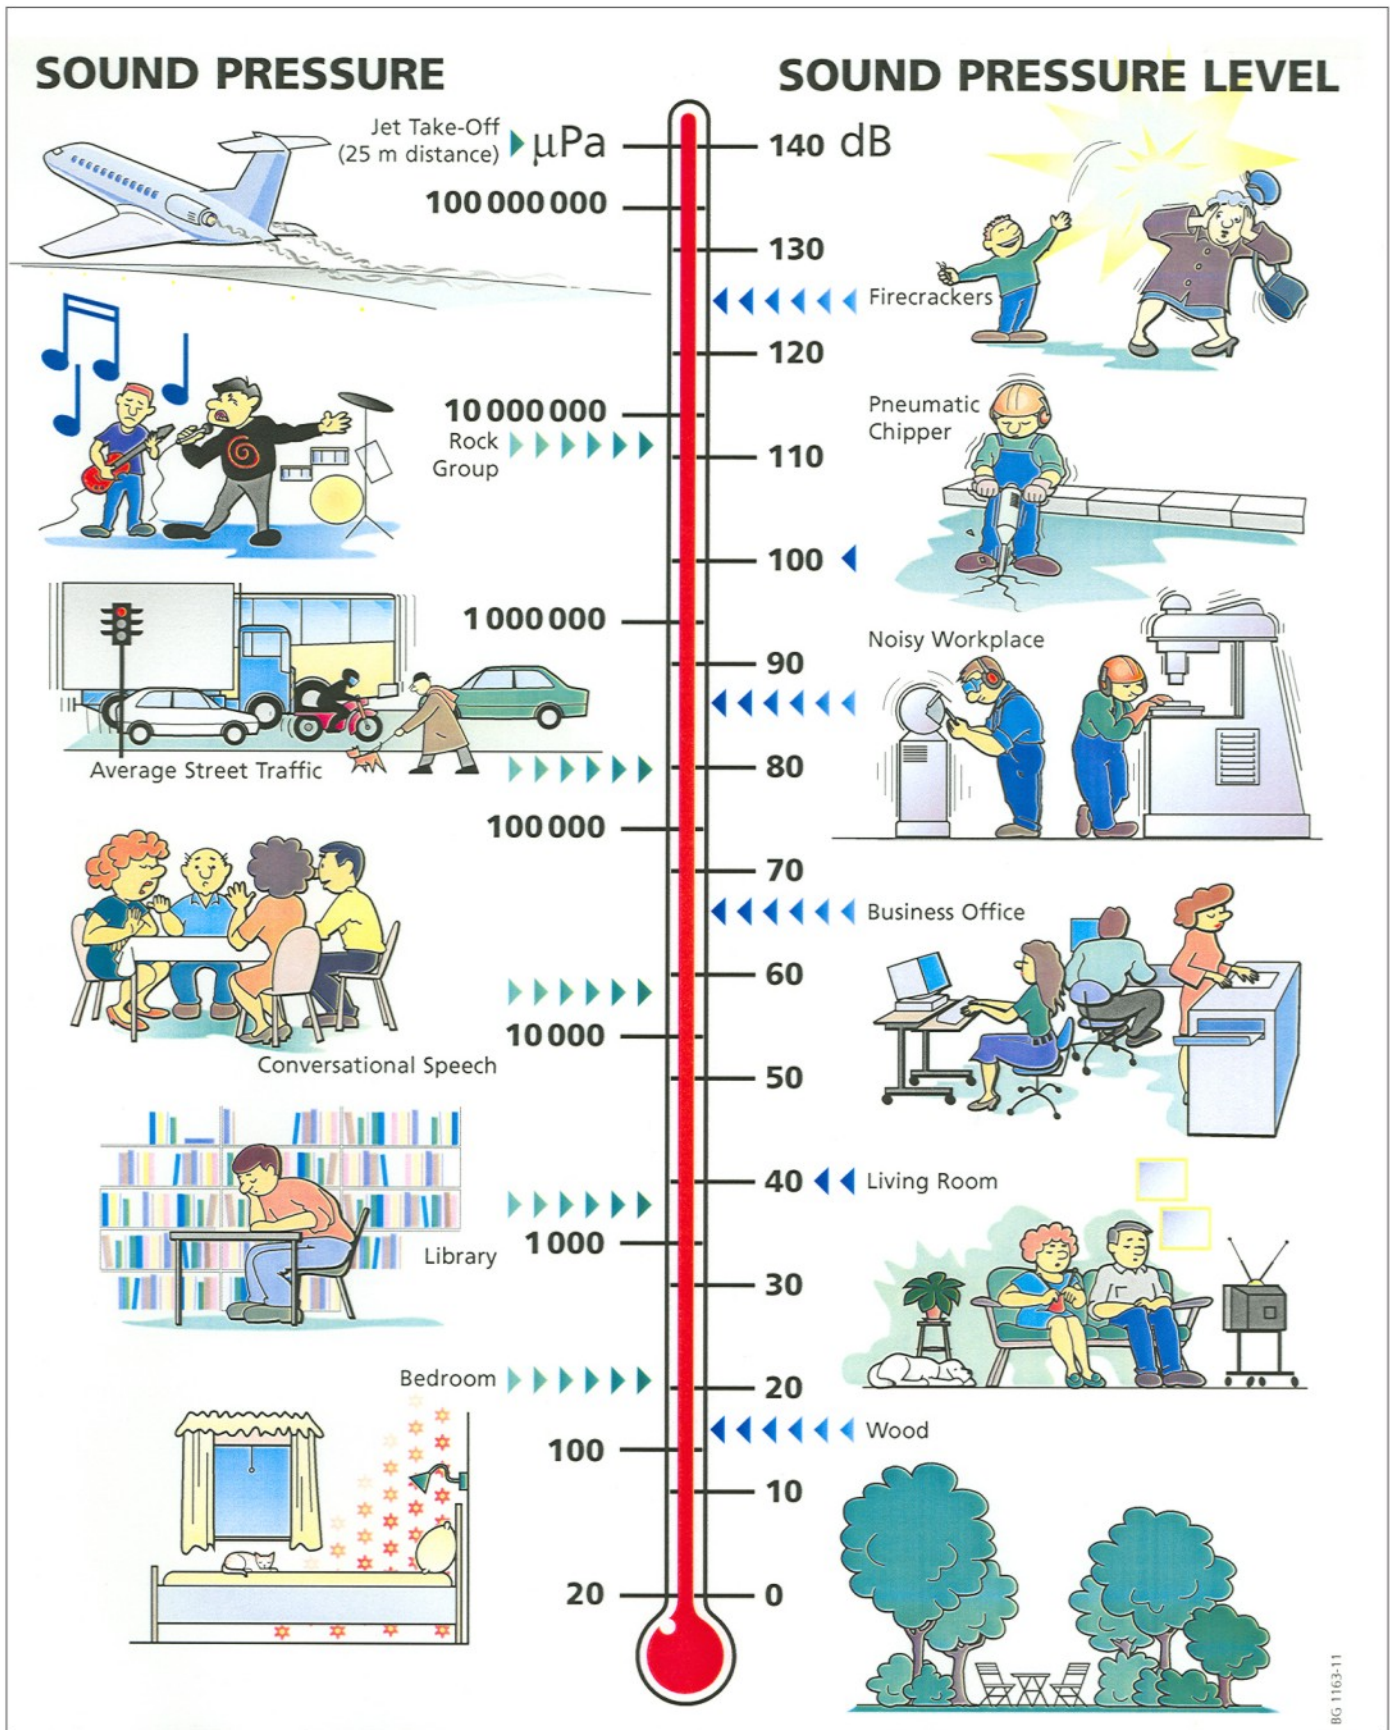 SOUND PRESSURE
SOUND PRESSURE LEVEL
Jet Take-Off
(25 m distance)
μPa
140 dB
100 000 000
130
Firecrackers
120
10 000 000
Rock
Group
Pneumatic
Chipper
110
100
1 000 000
Noisy Workplace
90
Average Street Traffic
80
100 000
70
Business Office
60
10 000
Conversational Speech
50
40
Living Room
1 000
Library
30
Bedroom
20
Wood
100
10
20
0
BG 1163-11